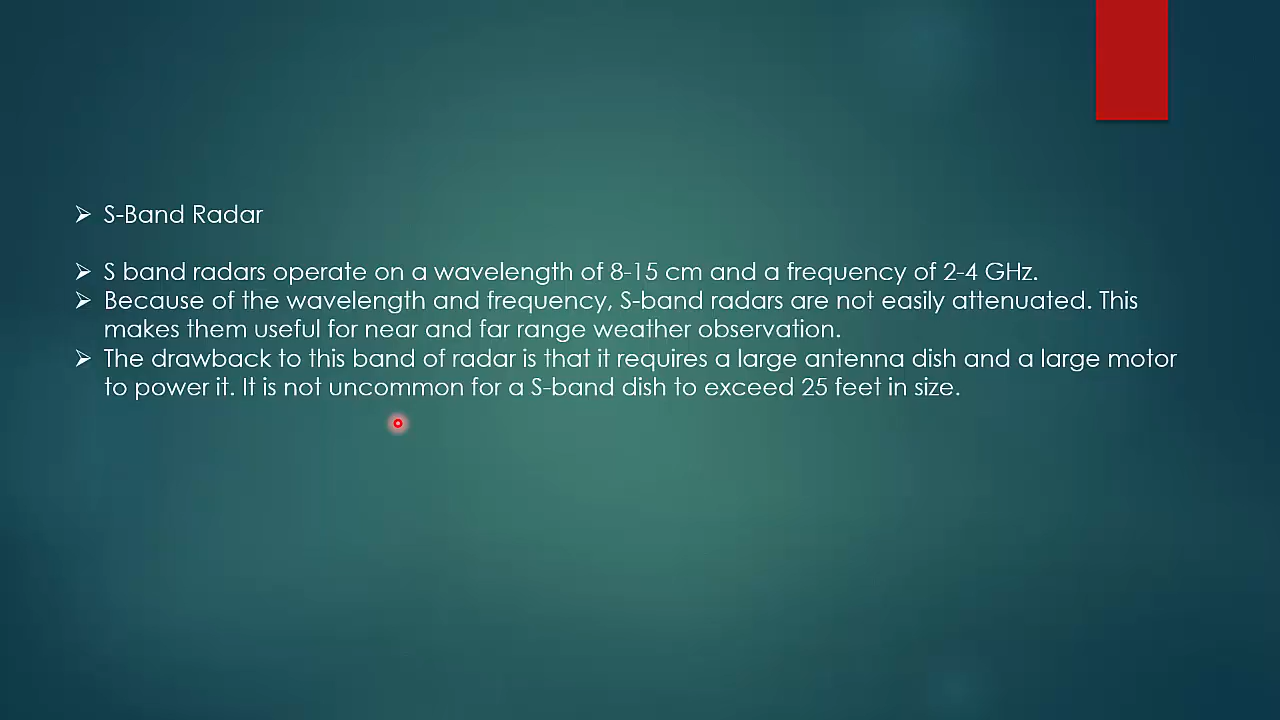 S-Band Radar
S band radars operate on a wavelength of 8-15 cm and a frequency of 2-4 GHz.
Because of the wavelength and frequency, S-band radars are not easily attenuated. This
makes them useful for near and far range weather observation.
The drawback to this band of radar is that it requires a large antenna dish and a large motor
to power it. It is not uncommon for a S-band dish to exceed 25 feet in size.